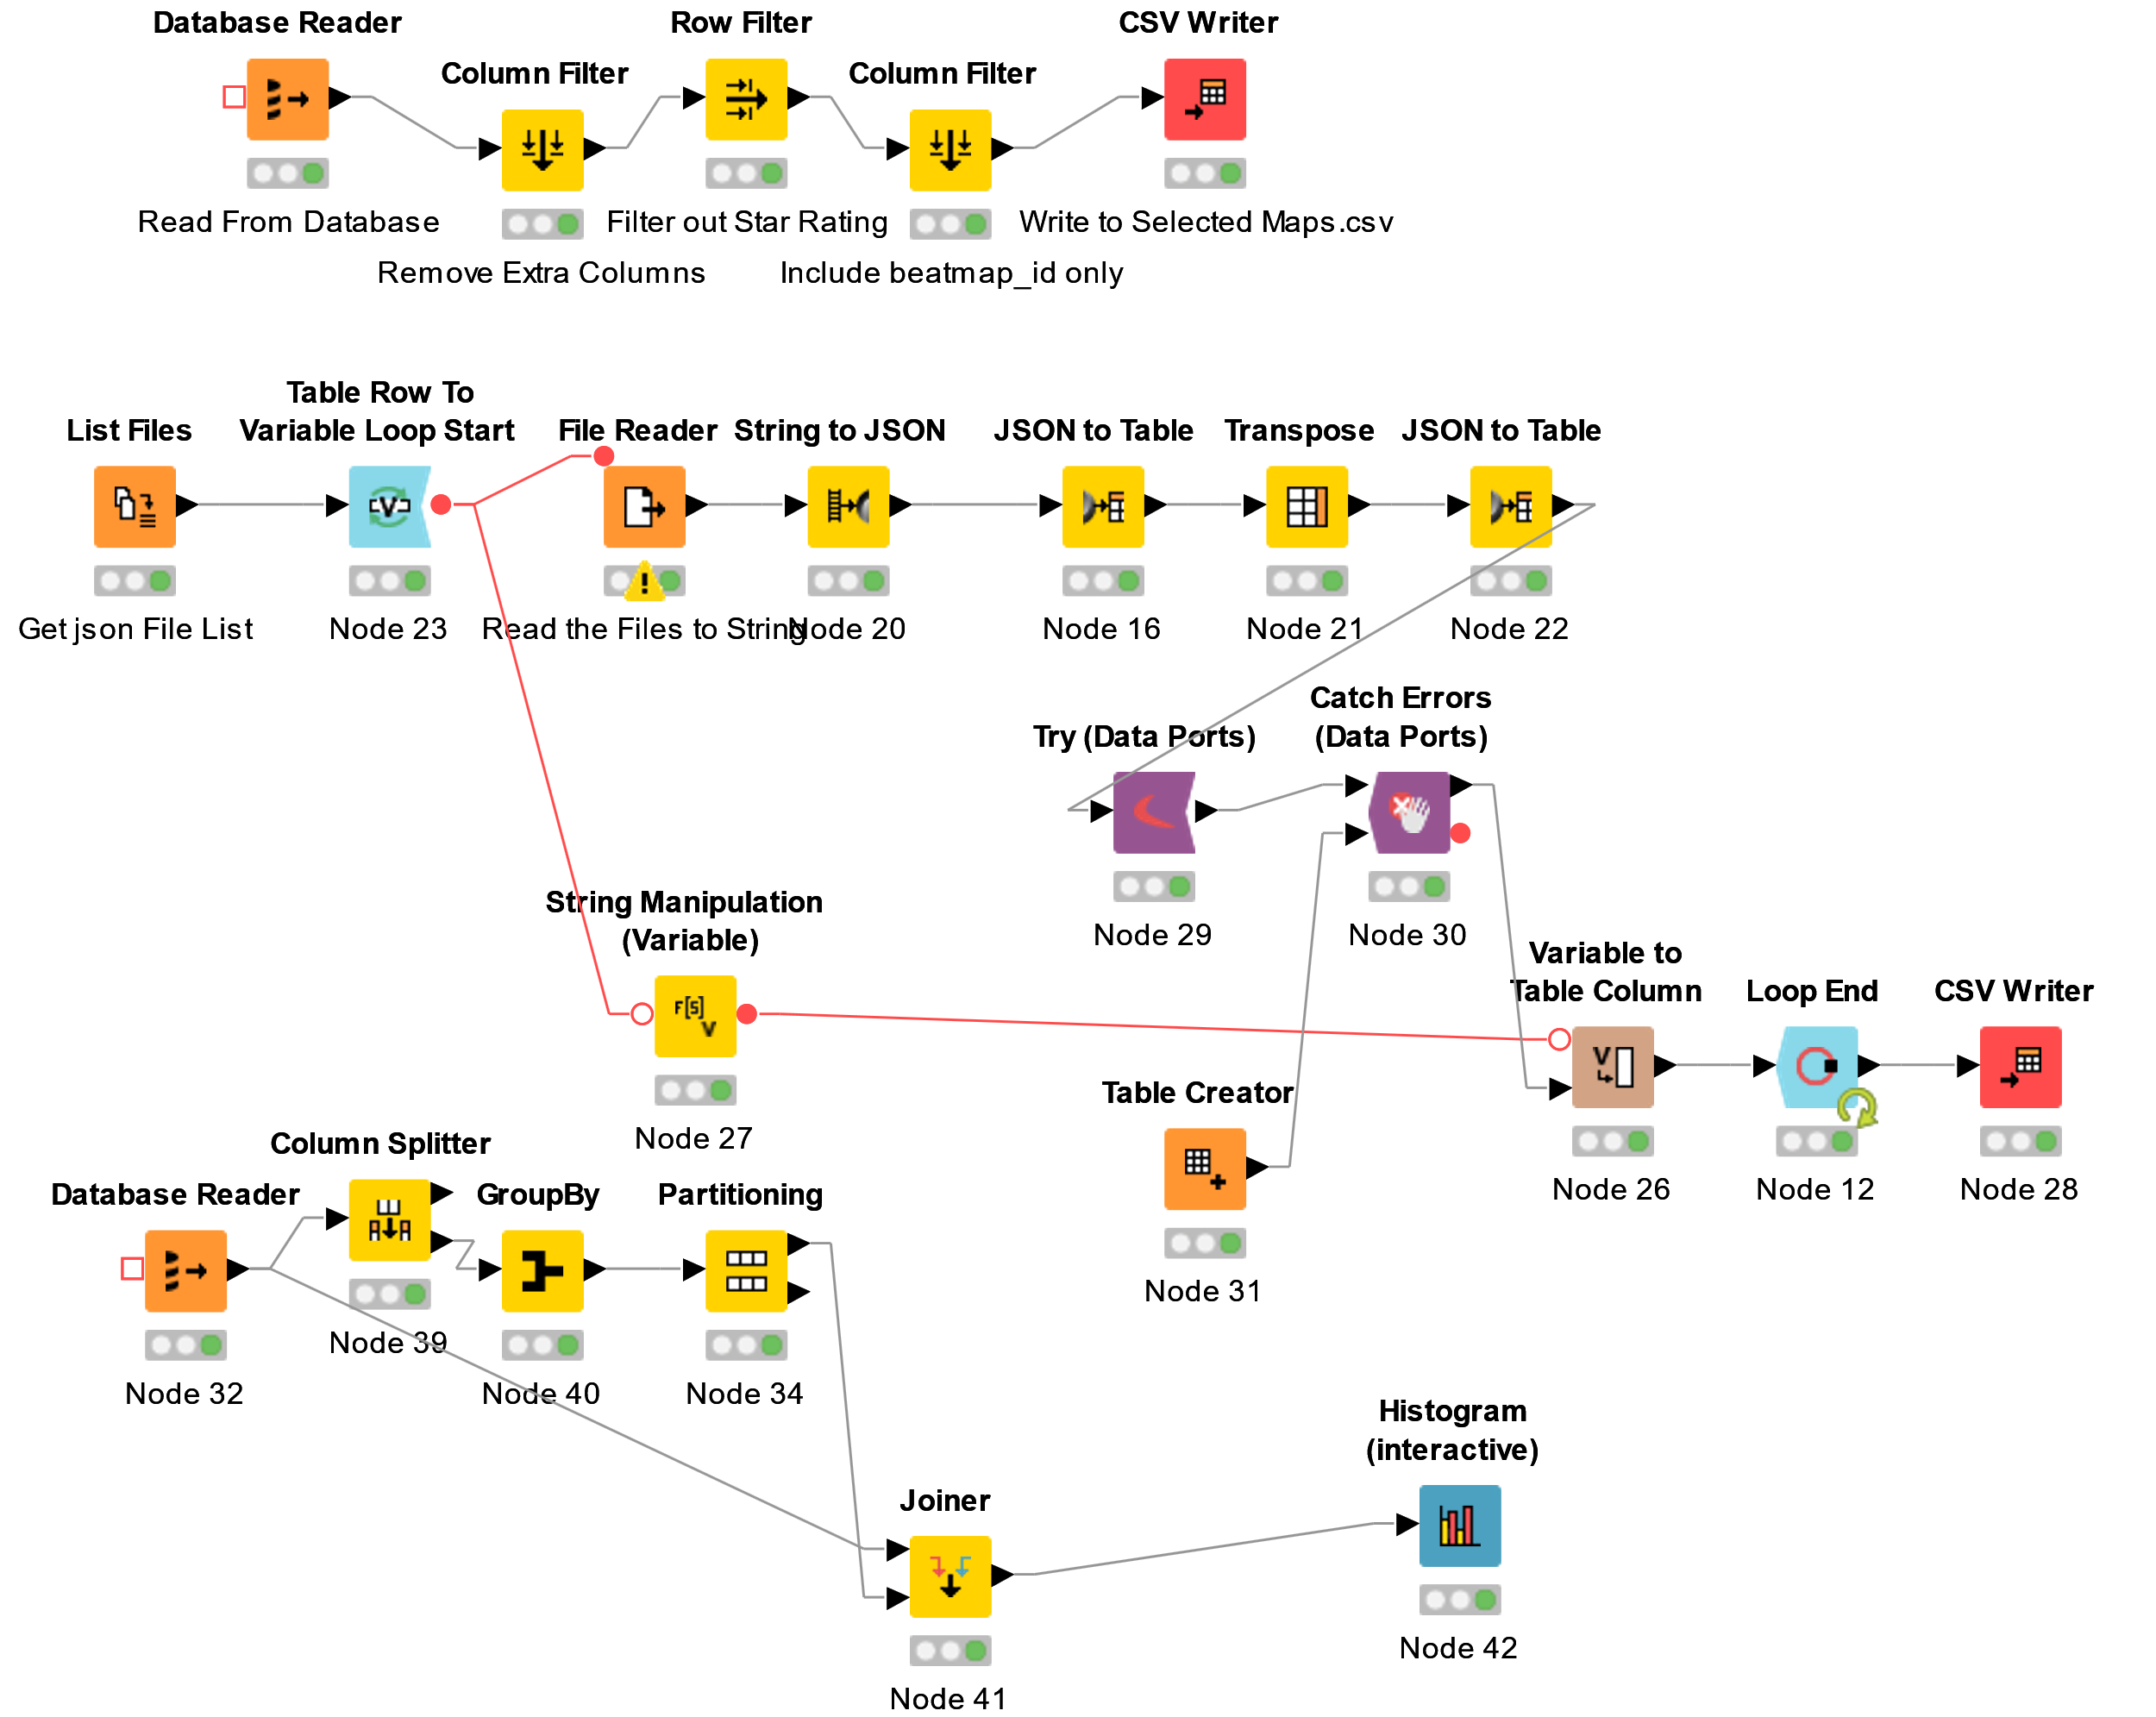 Database Reader
Row Filter
CSV Writer
Column Filter
Column Filter
Read From Database
Filter out Star Rating
Write to Selected Maps.csv
Remove Extra Columns
Include beatmap_id only
Table Row To
Variable Loop Start
List Files
File Reader
String to JSON
JSON to Table
Transpose
JSON to Table
V
Get json File List
Node 23
Read the Files to String
Node 20
Node 16
Node 21
Node 22
Catch Errors
(Data Ports)
Try (Data Ports)
Node 29
Node 30
String Manipulation
(Variable)
F[S]
V
Node 27
Variable to
Table Column
Loop End
CSV Writer
V
Node 26
Node 12
Node 28
Table Creator
Node 31
Column Splitter
Database Reader
GroupBy
Partitioning
Node 39
Node 32
Node 40
Node 34
Histogram
(interactive)
Joiner
Node 42
Node 41